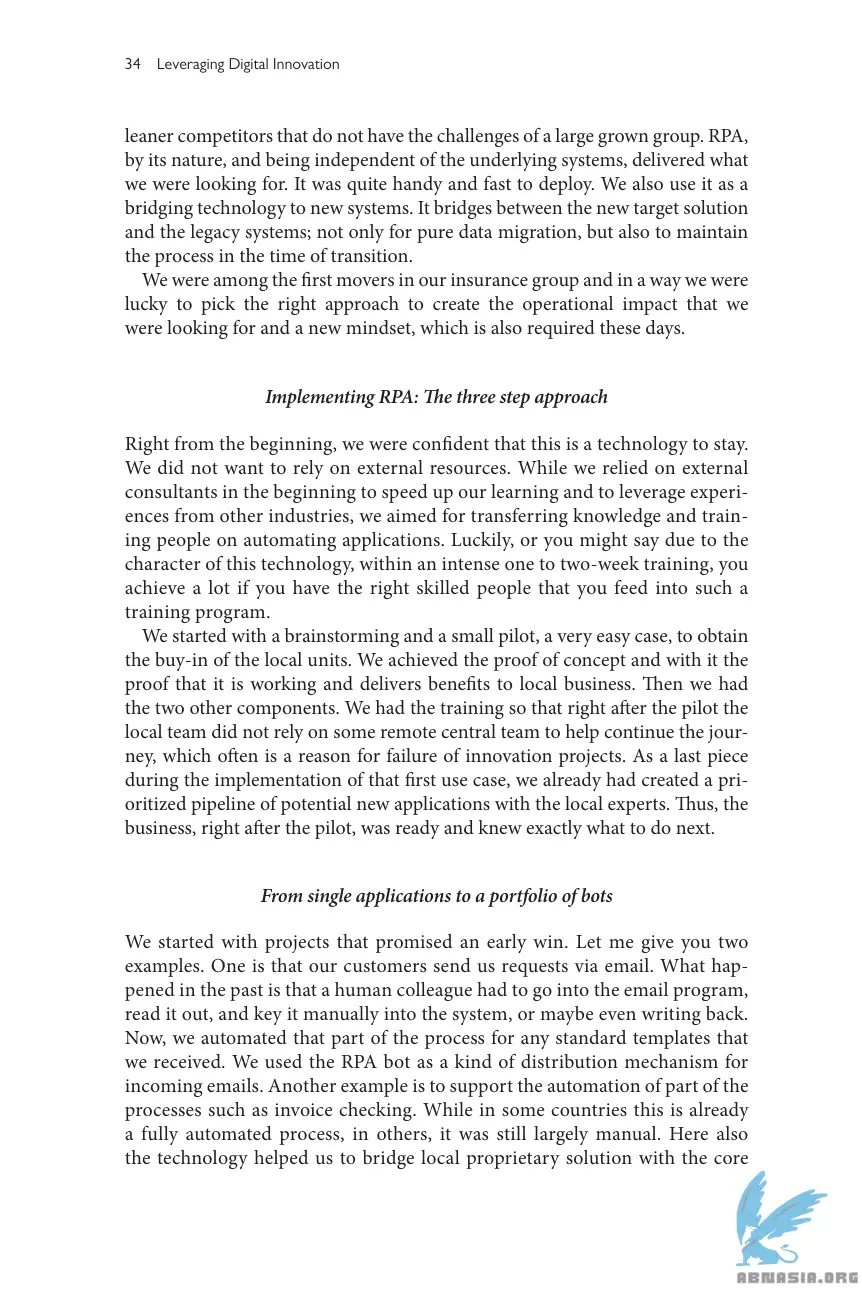 34 Leveraging Digital Innovation
leaner competitors that do not have the challenges of a large grown group. RPA,
by its nature, and being independent of the underlying systems, delivered what
we were looking for. It was quite handy and fast to deploy. We also use it as a
bridging technology to new systems. It bridges between the new target solution
and the legacy systems; not only for pure data migration, but also to maintain
the process in the time of transition.
We were among the first movers in our insurance group and in a way we were
lucky to pick the right approach to create the operational impact that we
were looking for and a new mindset, which is also required these days.
Implementing RPA: The three step approach
Right from the beginning, we were confident that this is a technology to stay.
We did not want to rely on external resources. While we relied on external
consultants in the beginning to speed up our learning and to leverage experi-
ences from other industries, we aimed for transferring knowledge and train-
ing people on automating applications. Luckily, or you might say due to the
character of this technology, within an intense one to two-week training, you
achieve a lot if you have the right skilled people that you feed into such a
training program.
We started with a brainstorming and a small pilot, a very easy case, to obtain
the buy-in of the local units. We achieved the proof of concept and with it the
proof that it is working and delivers benefits to local business. Then we had
the two other components. We had the training so that right after the pilot the
local team did not rely on some remote central team to help continue the jour-
ney, which often is a reason for failure of innovation projects. As a last piece
during the implementation of that first use case, we already had created a pri-
oritized pipeline of potential new applications with the local experts. Thus, the
business, right after the pilot, was ready and knew exactly what to do next.
From single applications to a portfolio of bots
We started with projects that promised an early win. Let me give you two
examples. One is that our customers send us requests via email. What hap-
pened in the past is that a human colleague had to go into the email program,
read it out, and key it manually into the system, or maybe even writing back.
Now, we automated that part of the process for any standard templates that
we received. We used the RPA bot as a kind of distribution mechanism for
incoming emails. Another example is to support the automation of part of the
processes such as invoice checking. While in some countries this is already
a fully automated process, in others, it was still largely manual. Here also
the technology helped us to bridge local proprietary solution with the core
ABNASIA.ORG